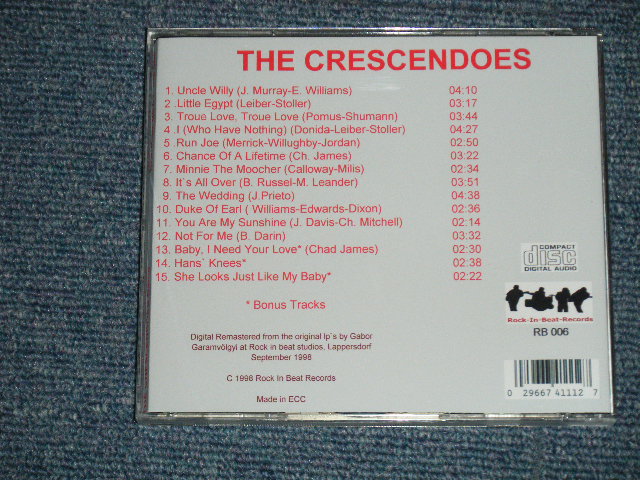 THE CRESCENDOES
1. Uncle Willy (J. Murray-E. Williams) 04:10
2 .Little Egypt (Leiber-Stoller) 03:17
3. Troue Love, Troue Love (Pomus-Shumann) 03:44
4 .I (Who Have Nothing) (Donida-Leiber-Stoller) 04:27
5 .Run Joe (Merrick-Willughby-Jordan) 02:50
6. Chance Of A Lifetime (Ch. James) 03:22
7. Minnie The Moocher (Calloway-Milis) 02:34
8 .It`s All Over (B. Russel-M. Leander) 03:51
9. The Wedding (J.Prieto) 04:38
10. Duke Of Earl ( Williams-Edwards-Dixon) 02:36
11. You Are My Sunshine (J. Davis-Ch. Mitchell) 02:14
12. Not For Me (B. Darin) 03:32
13. Baby, I Need Your Love* (Chad James) 02:30
14. Hans` Knees* 02:38
15. She Looks Just Like My Baby* 02:22
* Bonus Tracks
COMPACT
disc
DIGITAL AUDIO
Rock-In-Beat-Records
RB 006
Digital Remastered from the original lp`s by Gabor
Garamvölgyi at Rock in beat studios, Lappersdorf
September 1998
C 1998 Rock In Beat Records
Made in ECC
0 29667 41112 7